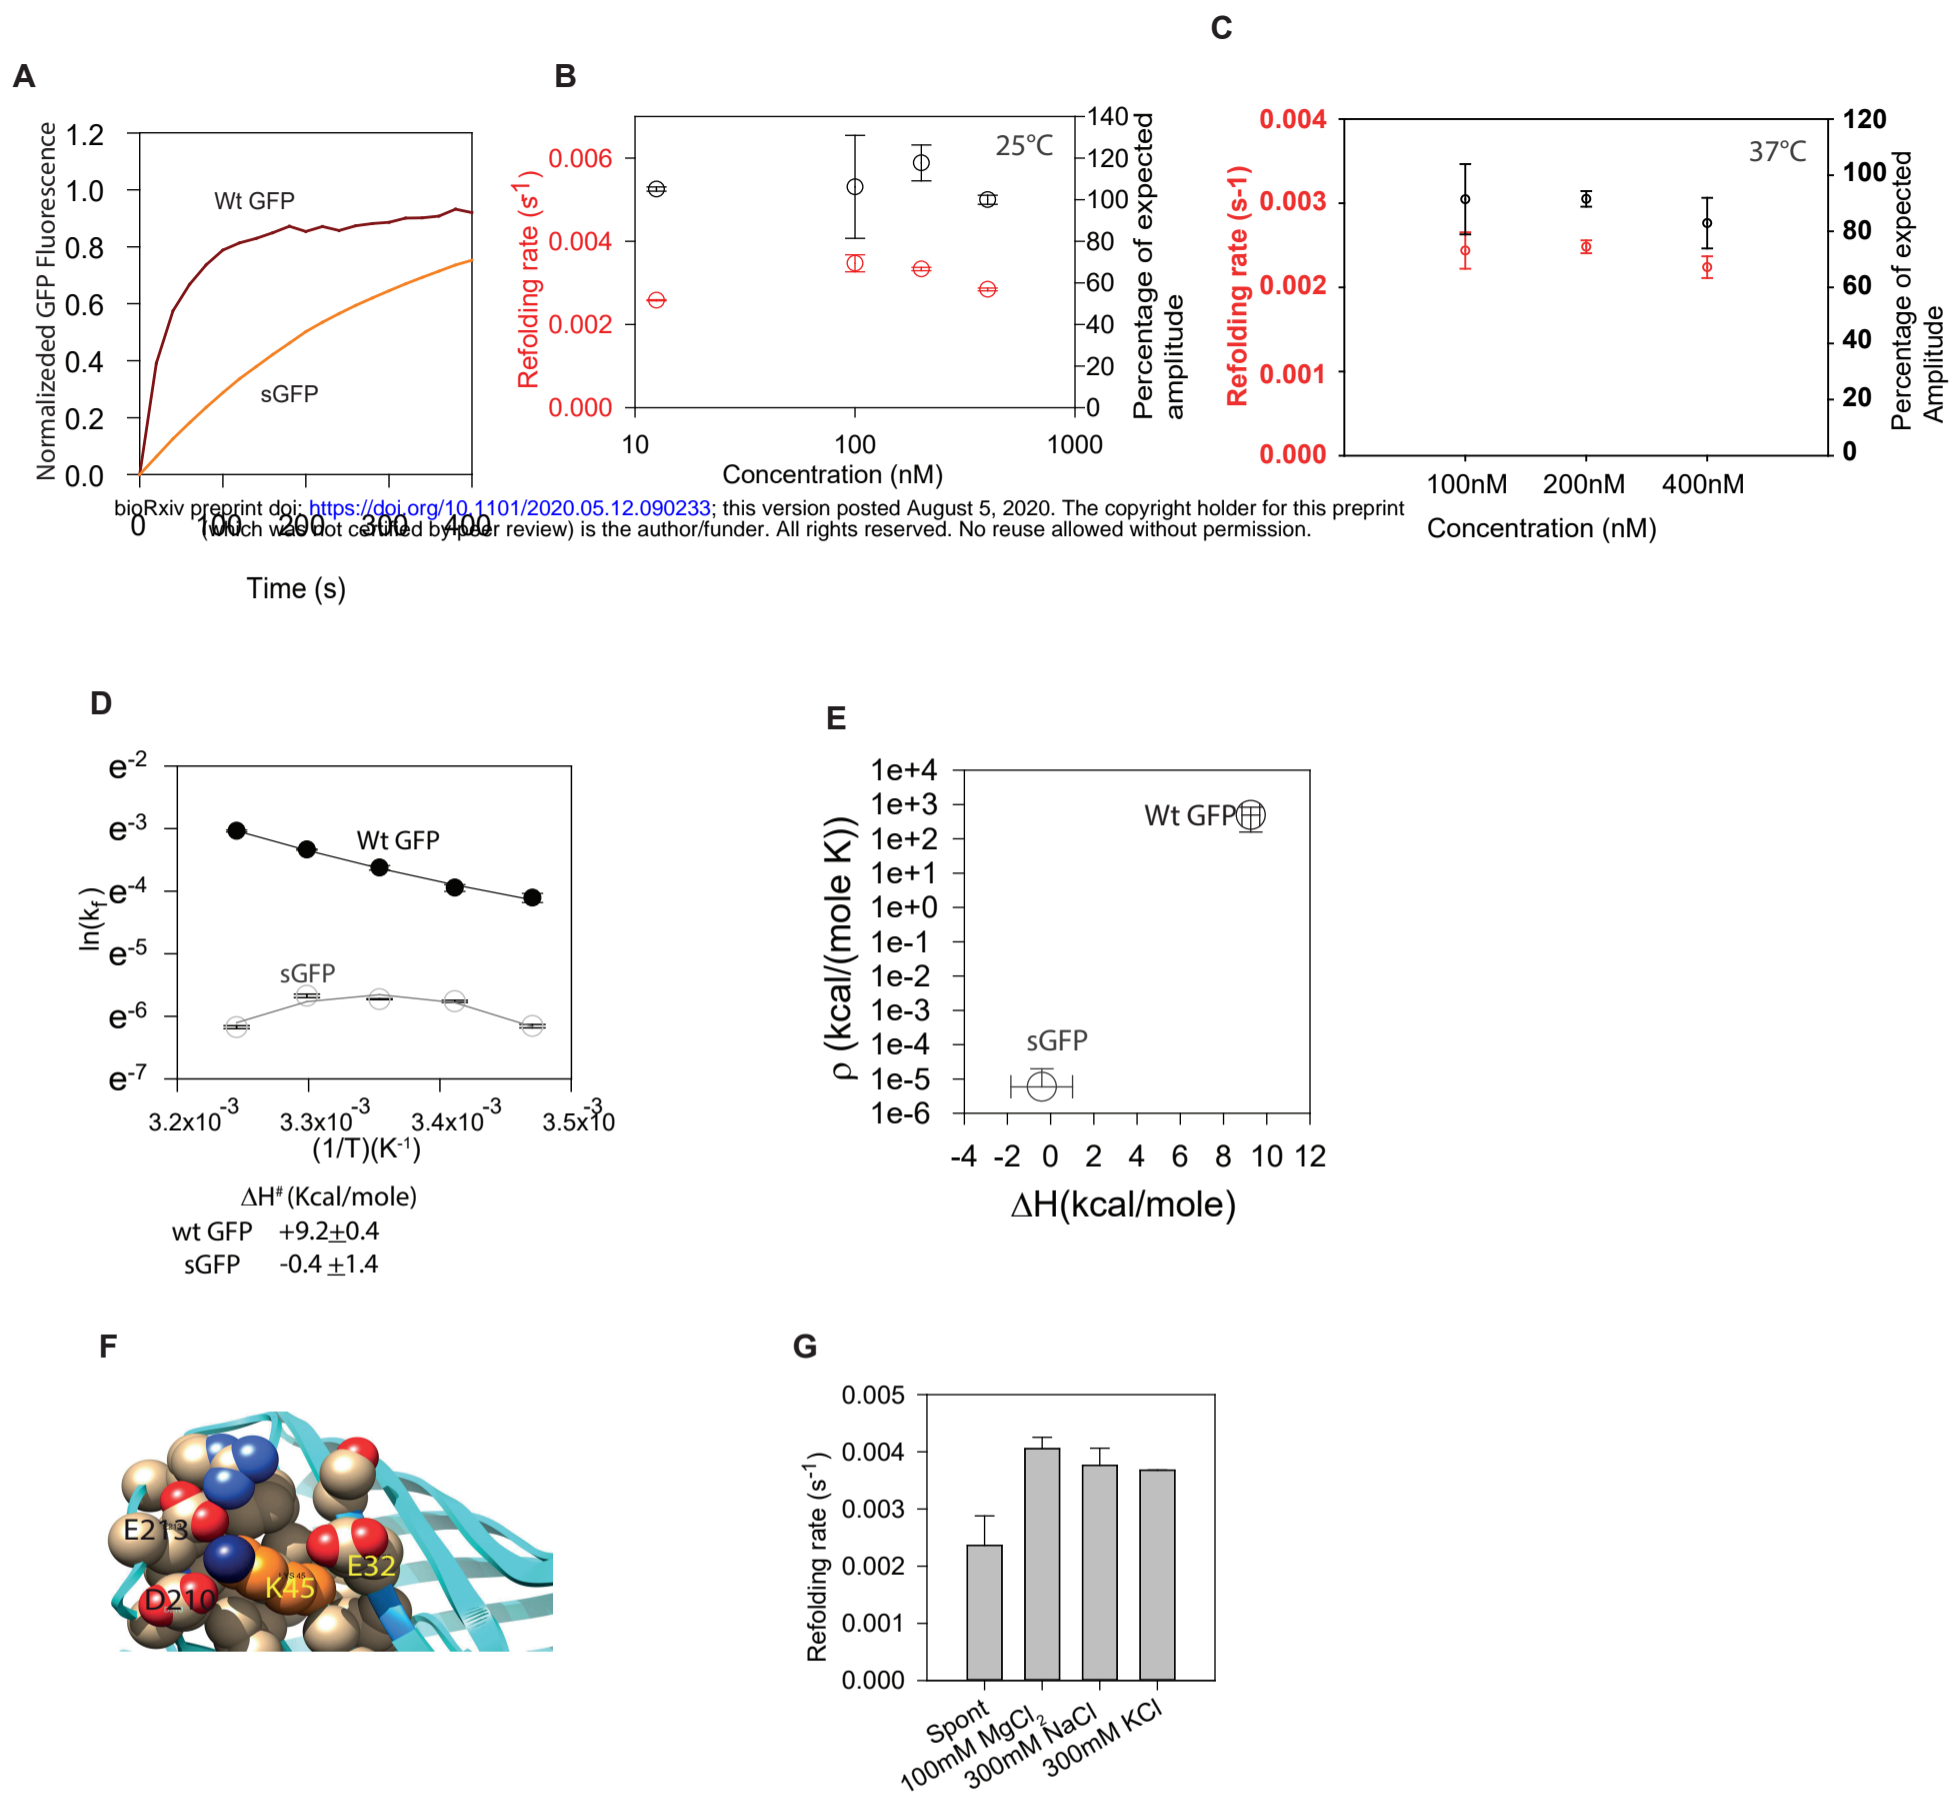 C
A
B
Normalizeded GFP Fluorescence
1.2
1.0
0.8
0.6
0.4
0.2
0.0
Wt GFP
sGFP
0 100 200 300 400
Time (s)
Refolding rate (s-1)
0.006
0.004
0.002
0.000
25°C
140
120
100
80
60
40
20
0
Percentage of expected
amplitude
10 100 1000
Concentration (nM)
Refolding rate (s-1)
0.004
0.003
0.002
0.001
0.000
37°C
120
100
80
60
40
20
0
Percentage of expected
Amplitude
100nM 200nM 400nM
Concentration (nM)
bioRxiv preprint doi: https://doi.org/10.1101/2020.05.12.090233; this version posted August 5, 2020. The copyright holder for this preprint
(which was not certified by peer review) is the author/funder. All rights reserved. No reuse allowed without permission.
D
ln(kf)
e-2
e-3
e-4
e-5
e-6
e-7
Wt GFP
sGFP
3.2x10-3 3.3x10-3 3.4x10-3 3.5x10-3
(1/T)(K-1)
ΔH# (Kcal/mole)
wt GFP +9.2±0.4
sGFP -0.4 ±1.4
E
ρ (kcal/(mole K))
1e+4
1e+3
1e+2
1e+1
1e+0
1e-1
1e-2
1e-3
1e-4
1e-5
1e-6
Wt GFP
sGFP
-4 -2 0 2 4 6 8 10 12
ΔH(kcal/mole)
F
E213
E32
K45
D210
G
Refolding rate (s-1)
0.005
0.004
0.003
0.002
0.001
0.000
Spont
100mM MgCl2
300mM NaCl
300mM KCl